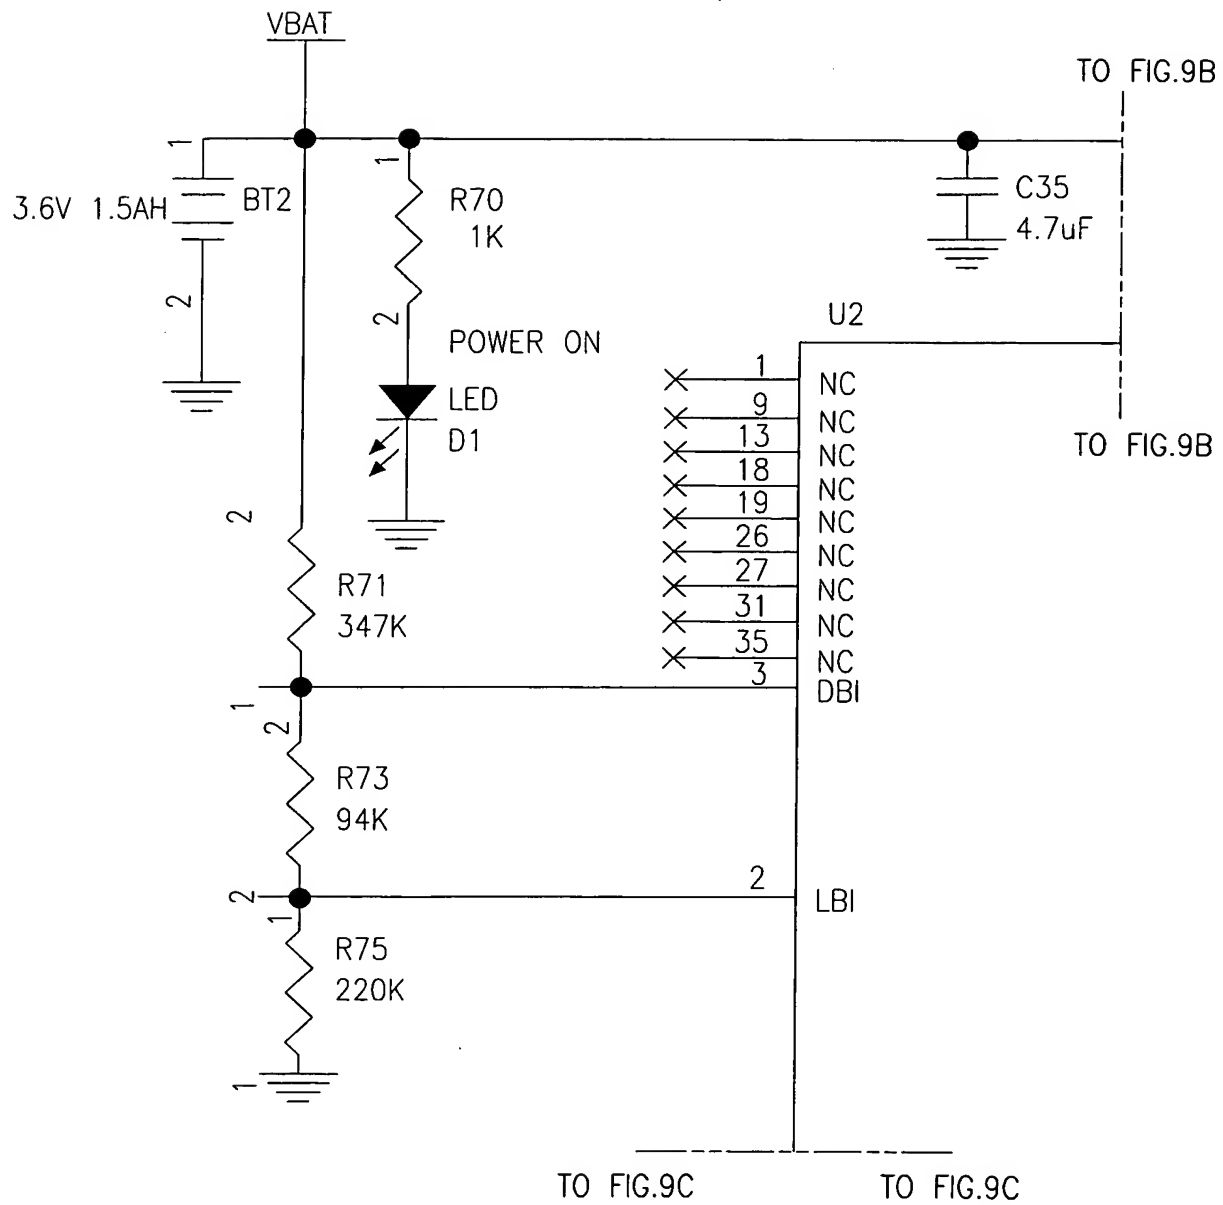 VBAT
TO FIG.9B
1
1
3.6V 1.5AH
BT2
R70
1K
C35
4.7uF
2
2
U2
POWER ON
LED
D1
TO FIG.9B
1 NC
9 NC
13 NC
18 NC
19 NC
26 NC
27 NC
31 NC
35 NC
3 DBI
2
R71
347K
1
2
R73
94K
2
2 LBI
1
R75
220K
1
TO FIG.9C
TO FIG.9C